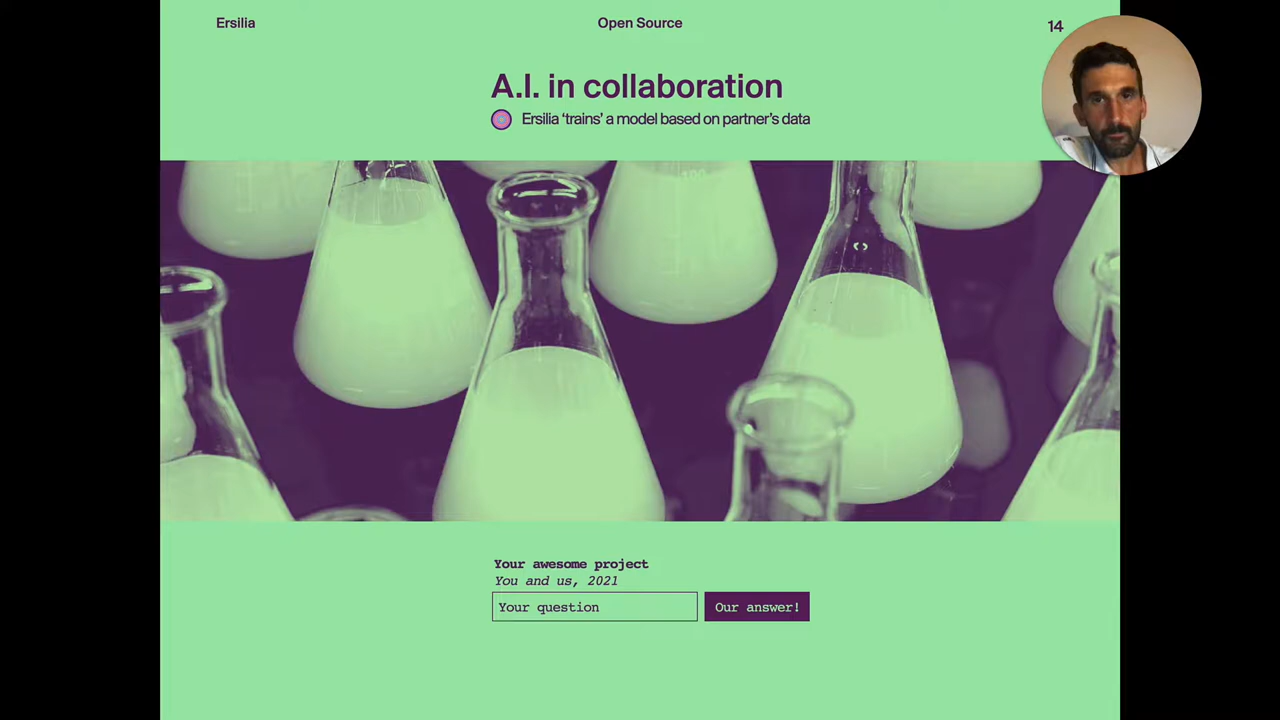 Ersilia
Open Source
14
A.I. in collaboration
Ersilia ‘trains’ a model based on partner’s data
100
Your awesome project
You and us, 2021
Your question
Our answer!